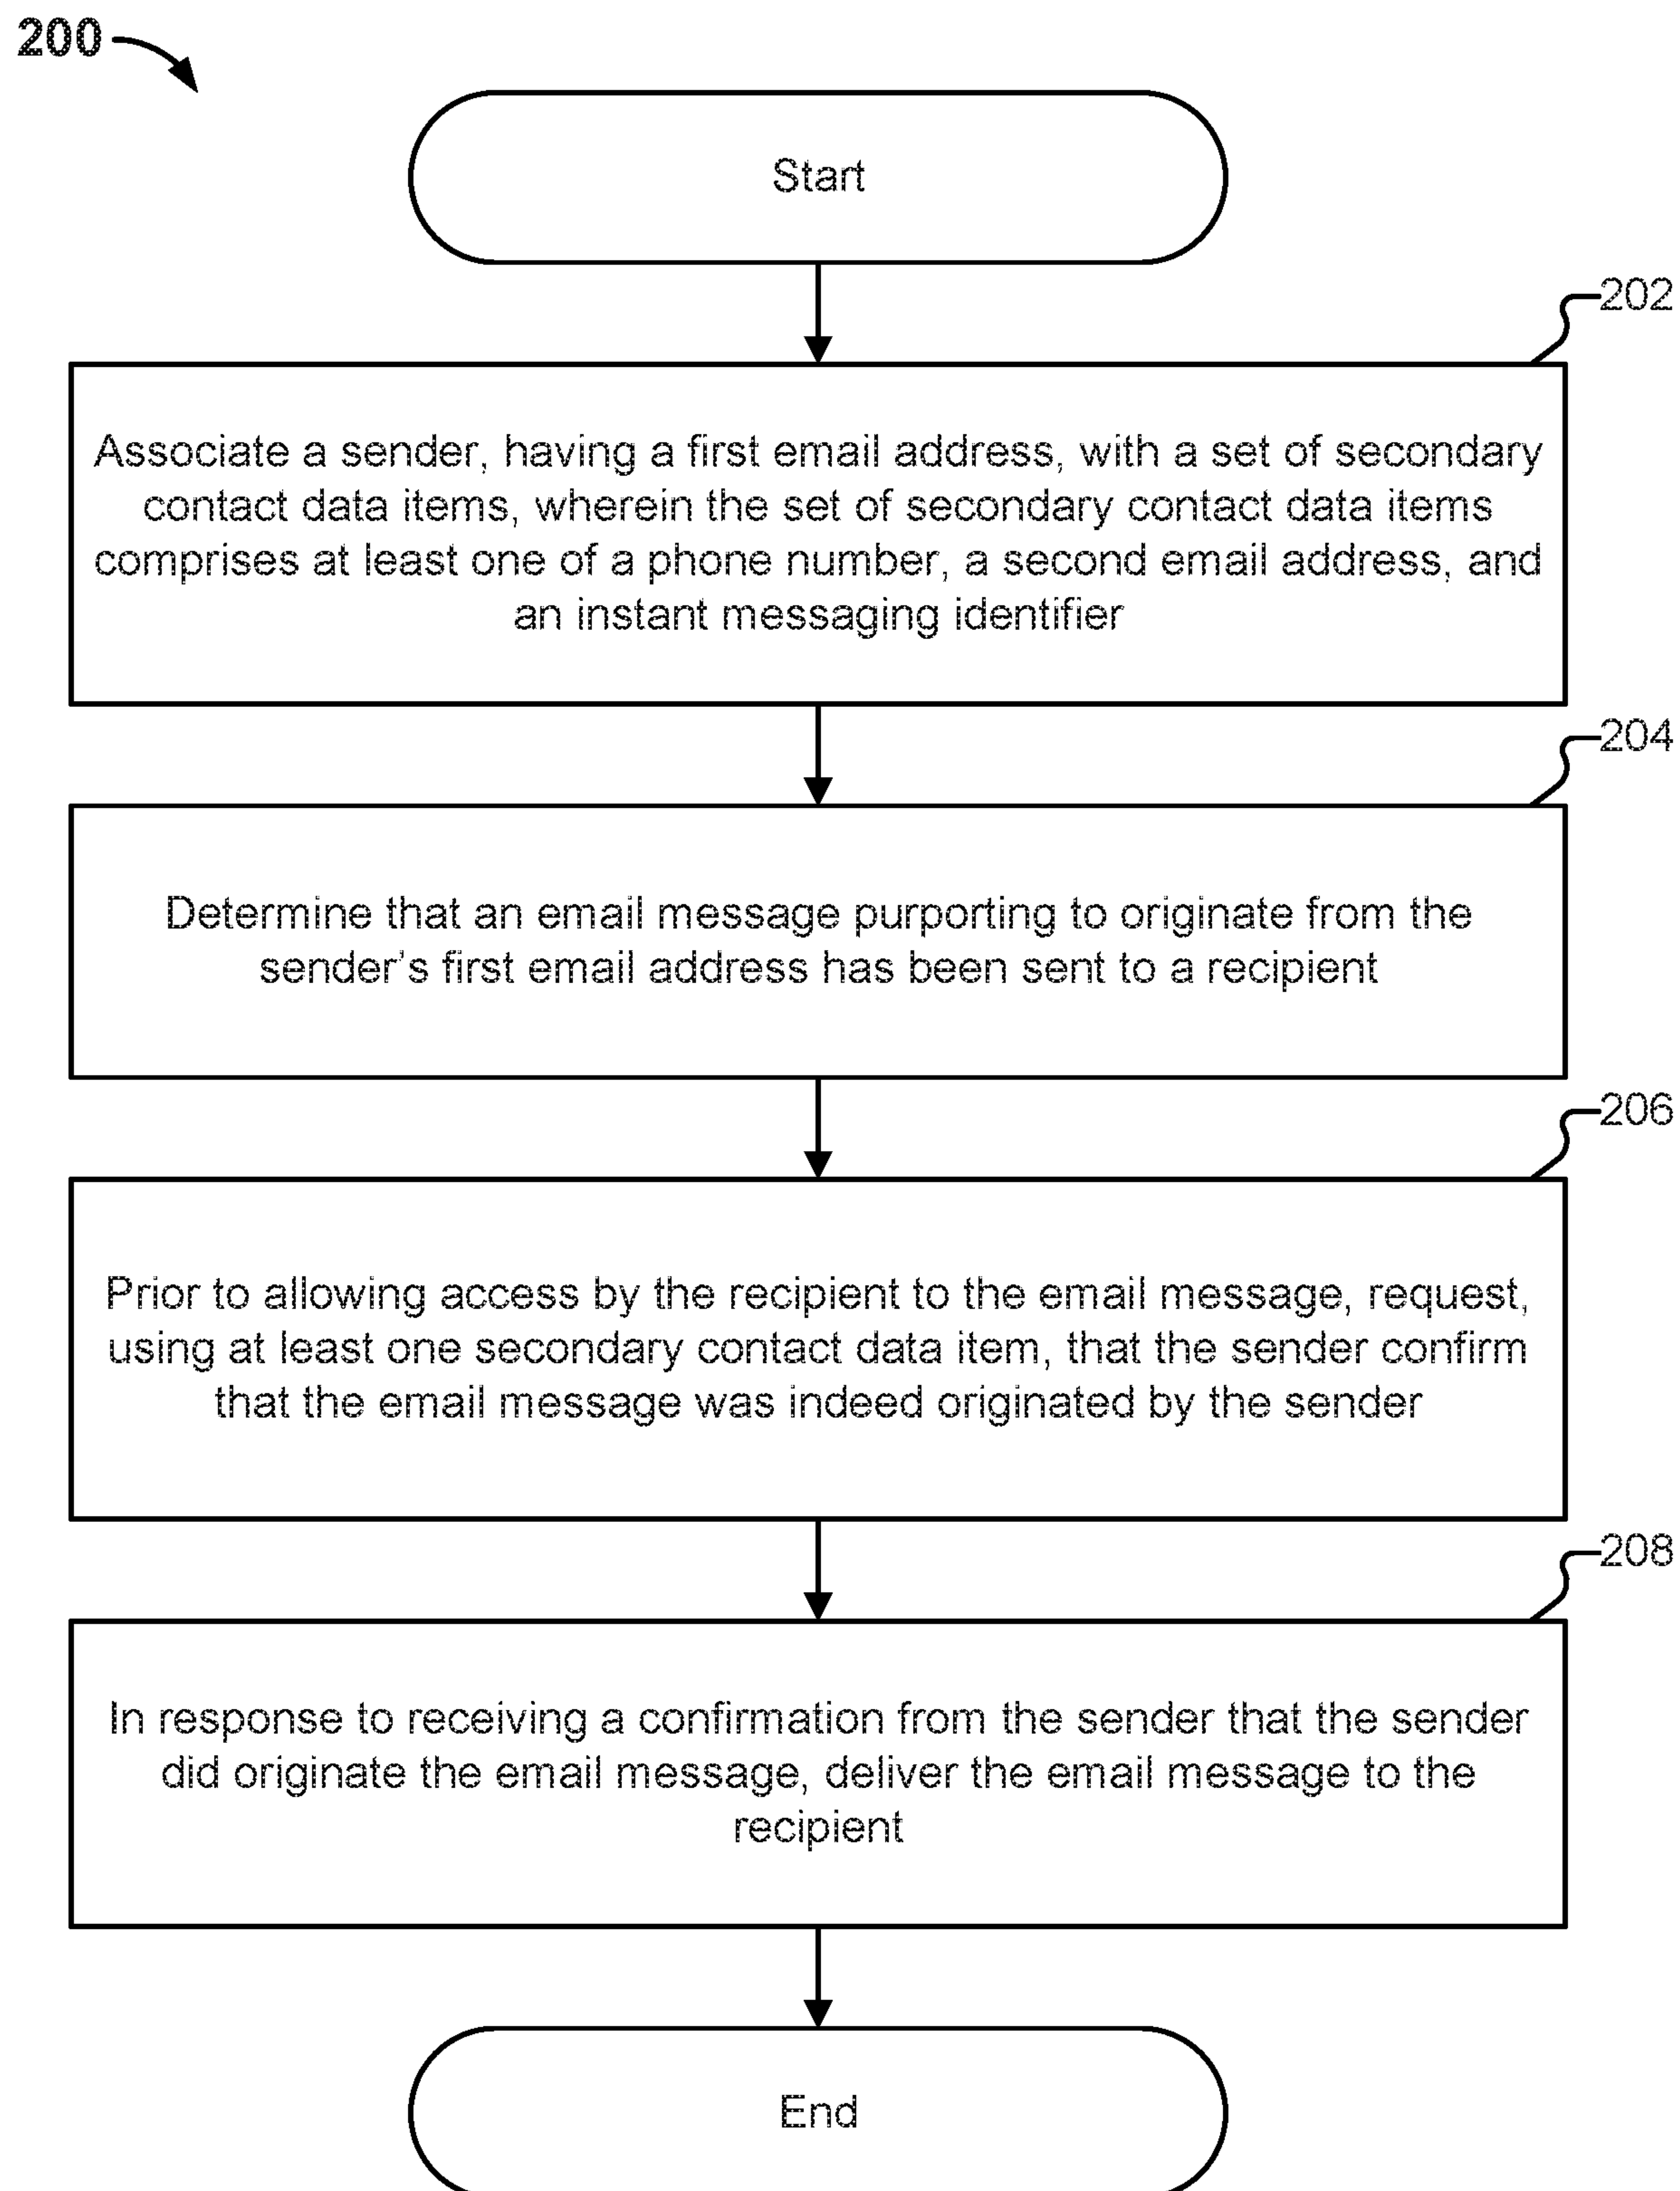 200
Start
202
Associate a sender, having a first email address, with a set of secondary
contact data items, wherein the set of secondary contact data items
comprises at least one of a phone number, a second email address, and
an instant messaging identifier
204
Determine that an email message purporting to originate from the
sender's first email address has been sent to a recipient
206
Prior to allowing access by the recipient to the email message, request,
using at least one secondary contact data item, that the sender confirm
that the email message was indeed originated by the sender
208
In response to receiving a confirmation from the sender that the sender
did originate the email message, deliver the email message to the
recipient
End